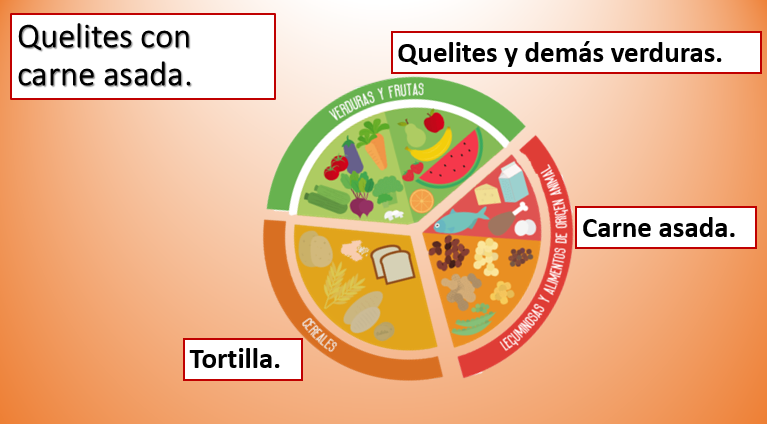 Quelites con
carne asada.
Quelites y demás verduras.
VERDURAS Y FRUTAS
LEGUMINOSAS Y ALIMENTOS DE ORIGEN ANIMAL
Carne asada.
CEREALES
Tortilla.